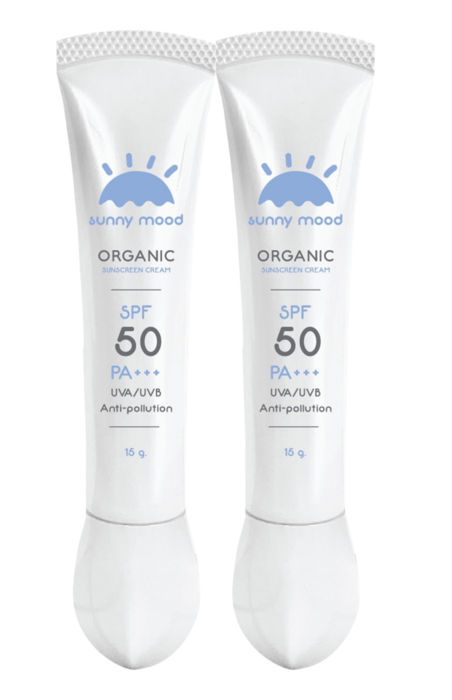 sunny mood
ORGANIC
SUNSCREEN CREAM
SPF
50
PA+++
UVA/UVB
Anti-pollution
15 g.
sunny mood
ORGANIC
SUNSCREEN CREAM
SPF
50
PA+++
UVA/UVB
Anti-pollution
15 g.